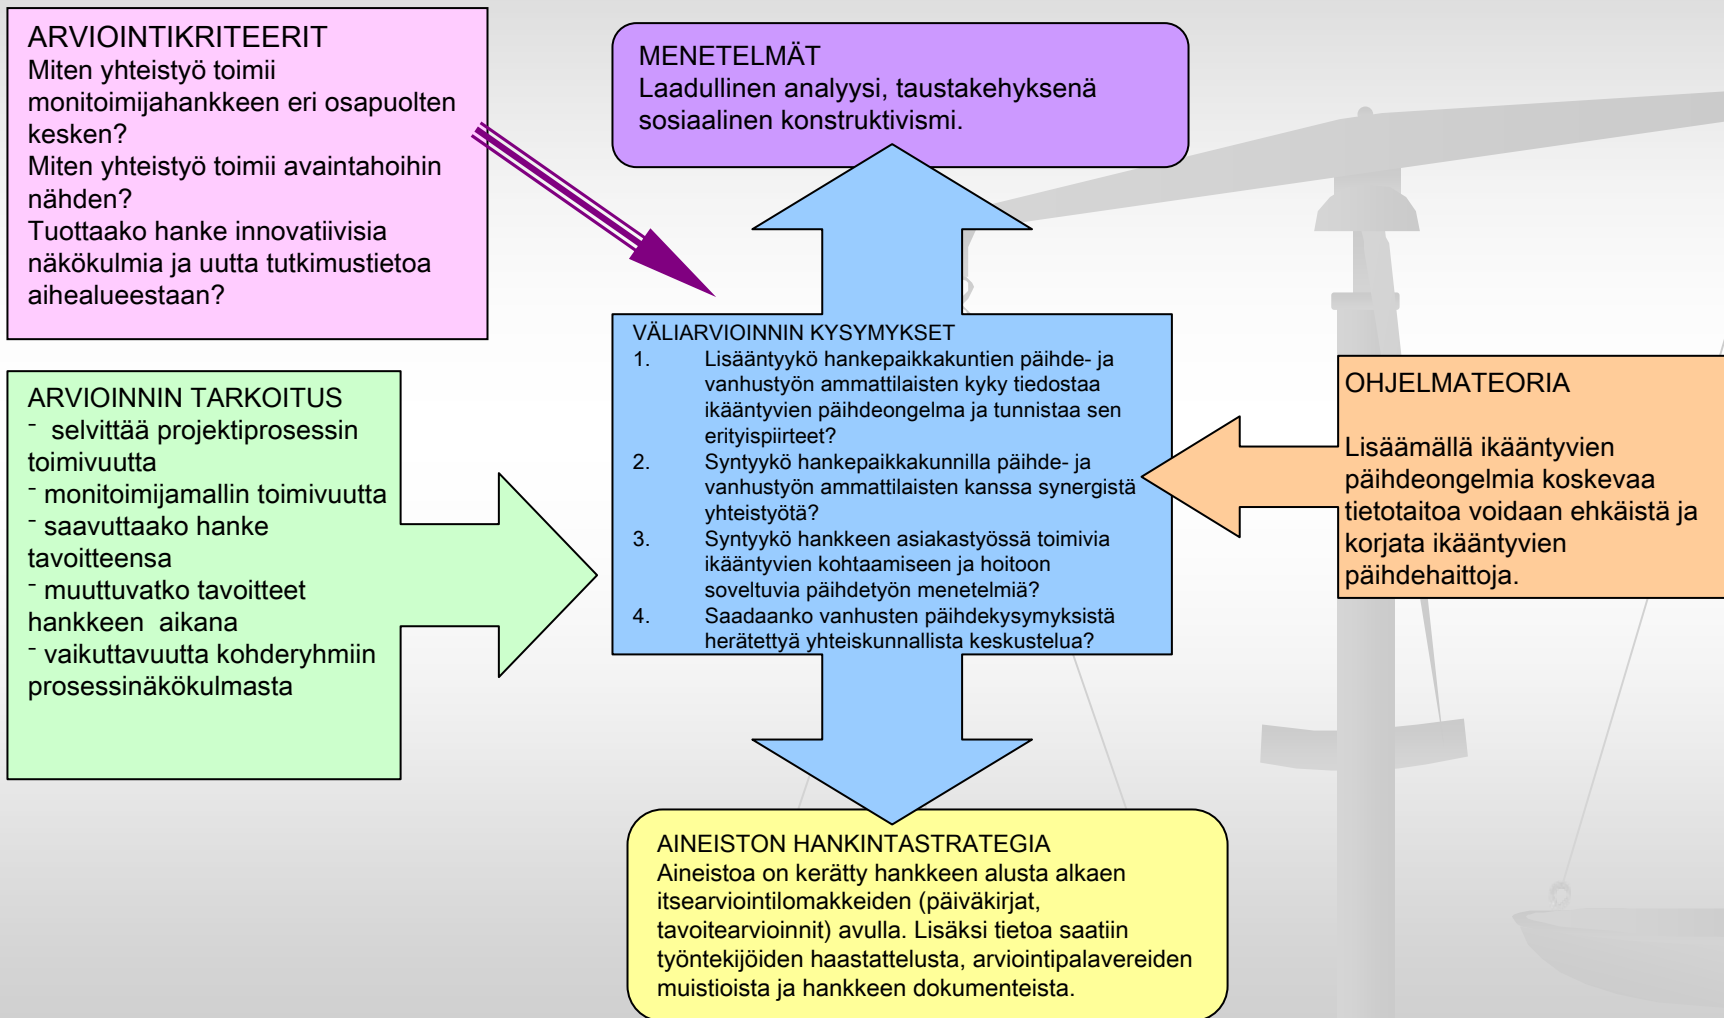 ARVIOINTIKRITEERIT
Miten yhteistyö toimii
monitoimijahankkeen eri osapuolten
kesken?
Miten yhteistyö toimii avaintahoihin
nähden?
Tuottaako hanke innovatiivisia
näkökulmia ja uutta tutkimustietoa
aihealueestaan?
MENETELMÄT
Laadullinen analyysi, taustakehyksenä
sosiaalinen konstruktivismi.
ARVIOINNIN TARKOITUS
- selvittää projektiprosessin
toimivuutta
- monitoimijamallin toimivuutta
- saavuttaako hanke
tavoitteensa
- muuttuvatko tavoitteet
hankkeen aikana
- vaikuttavuutta kohderyhmiin
prosessinäkökulmasta
VÄLIARVIOINNIN KYSYMYKSET
1. Lisääntyykö hankepaikkakuntien päihde- ja
vanhustyön ammattilaisten kyky tiedostaa
ikääntyvien päihdeongelma ja tunnistaa sen
erityispiirteet?
2. Syntyykö hankepaikkakunnilla päihde- ja
vanhustyön ammattilaisten kanssa synergistä
yhteistyötä?
3. Syntyykö hankkeen asiakastyössä toimivia
ikääntyvien kohtaamiseen ja hoitoon
soveltuvia päihdetyön menetelmiä?
4. Saadaanko vanhusten päihdekysymyksistä
herätettyä yhteiskunnallista keskustelua?
OHJELMATEORIA
Lisäämällä ikääntyvien
päihdeongelmia koskevaa
tietotaitoa voidaan ehkäistä ja
korjata ikääntyvien
päihdehaittoja.
AINEISTON HANKINTASTRATEGIA
Aineistoa on kerätty hankkeen alusta alkaen
itsearviointilomakkeiden (päiväkirjat,
tavoitearvioinnit) avulla. Lisäksi tietoa saatiin
työntekijöiden haastattelusta, arviointipalavereiden
muistioista ja hankkeen dokumenteista.